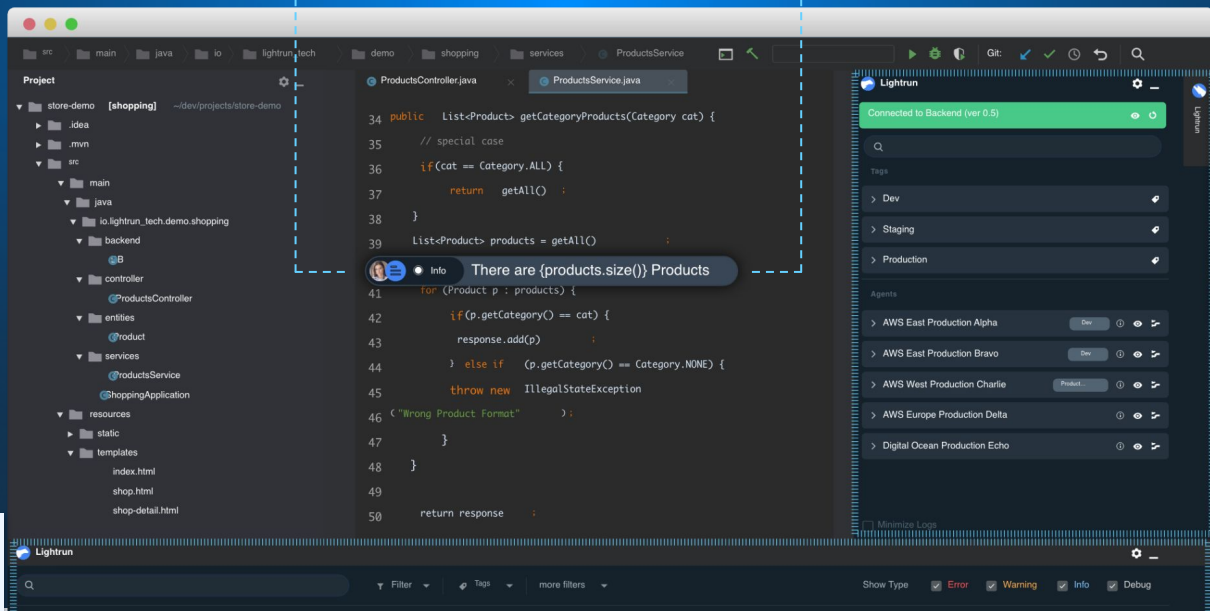 src main java io lightrun_tech demo shopping services ProductsService Git:
Project
store-demo [shopping] ~/dev/projects/store-demo
.idea
.mvn
src
main
java
io.lightrun_tech.demo.shopping
backend
B
controller
ProductsController
entities
Product
services
ProductsService
ShoppingApplication
resources
static
templates
index.html
shop.html
shop-detail.html
ProductsController.java ProductsService.java
34 public List<Product> getCategoryProducts(Category cat) {
35 // special case
36 if(cat == Category.ALL) {
37 return getAll() ;
38 }
39 List<Product> products = getAll() ;
Info There are {products.size()} Products
41 for (Product p : products) {
42 if(p.getCategory() == cat) {
43 response.add(p) ;
44 } else if (p.getCategory() == Category.NONE) {
45 throw new IllegalStateException
46 ("Wrong Product Format" );
47 }
48 }
49
50 return response ;
Lightrun
Connected to Backend (ver 0.5)
Tags
Dev
Staging
Production
Agents
AWS East Production Alpha Dev
AWS East Production Bravo Dev
AWS West Production Charlie Product...
AWS Europe Production Delta
Digital Ocean Production Echo
Minimize Logs
Lightrun
Lightrun
Filter Tags more filters Show Type Error Warning Info Debug